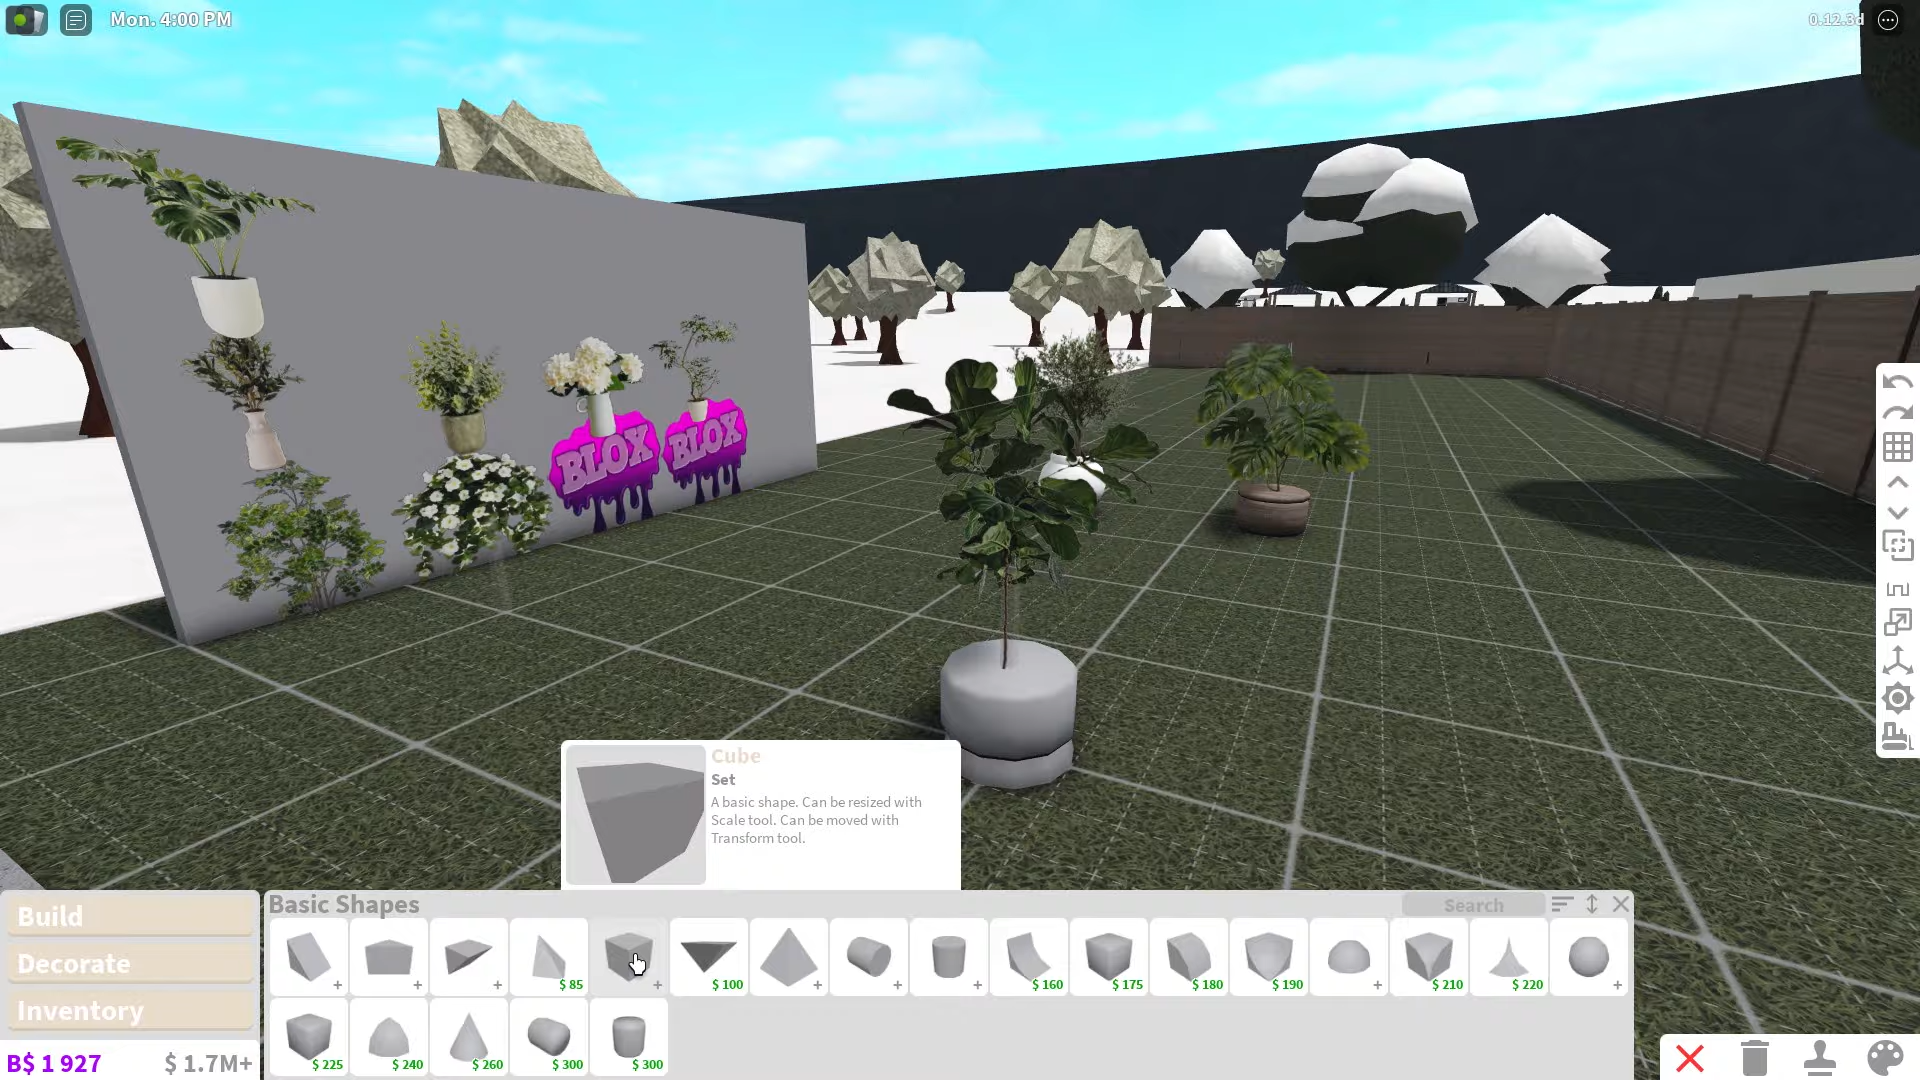 Mon. 4:00 PM
0.12.3d
BLOX
BLOX
Cube
Set
A basic shape. Can be resized with
Scale tool. Can be moved with
Transform tool.
Build
Decorate
Inventory
B$ 1 927
$ 1.7M+
Basic Shapes
Search
+ + + $ 85 + $ 100 + + + $ 160 $ 175 $ 180 $ 190 + $ 210 $ 220 +
$ 225 $ 240 $ 260 $ 300 $ 300